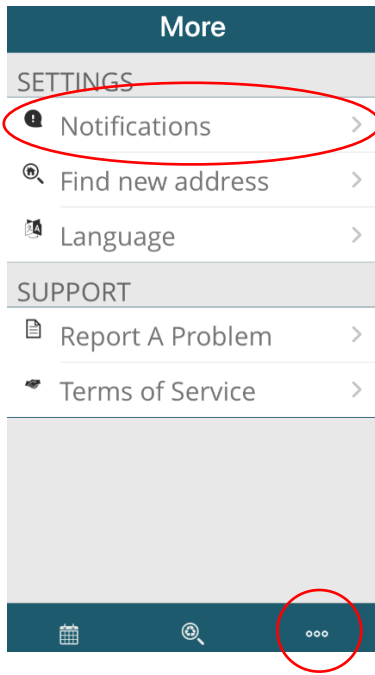 More
SETTINGS
Notifications
Find new address
Language
SUPPORT
Report A Problem
Terms of Service